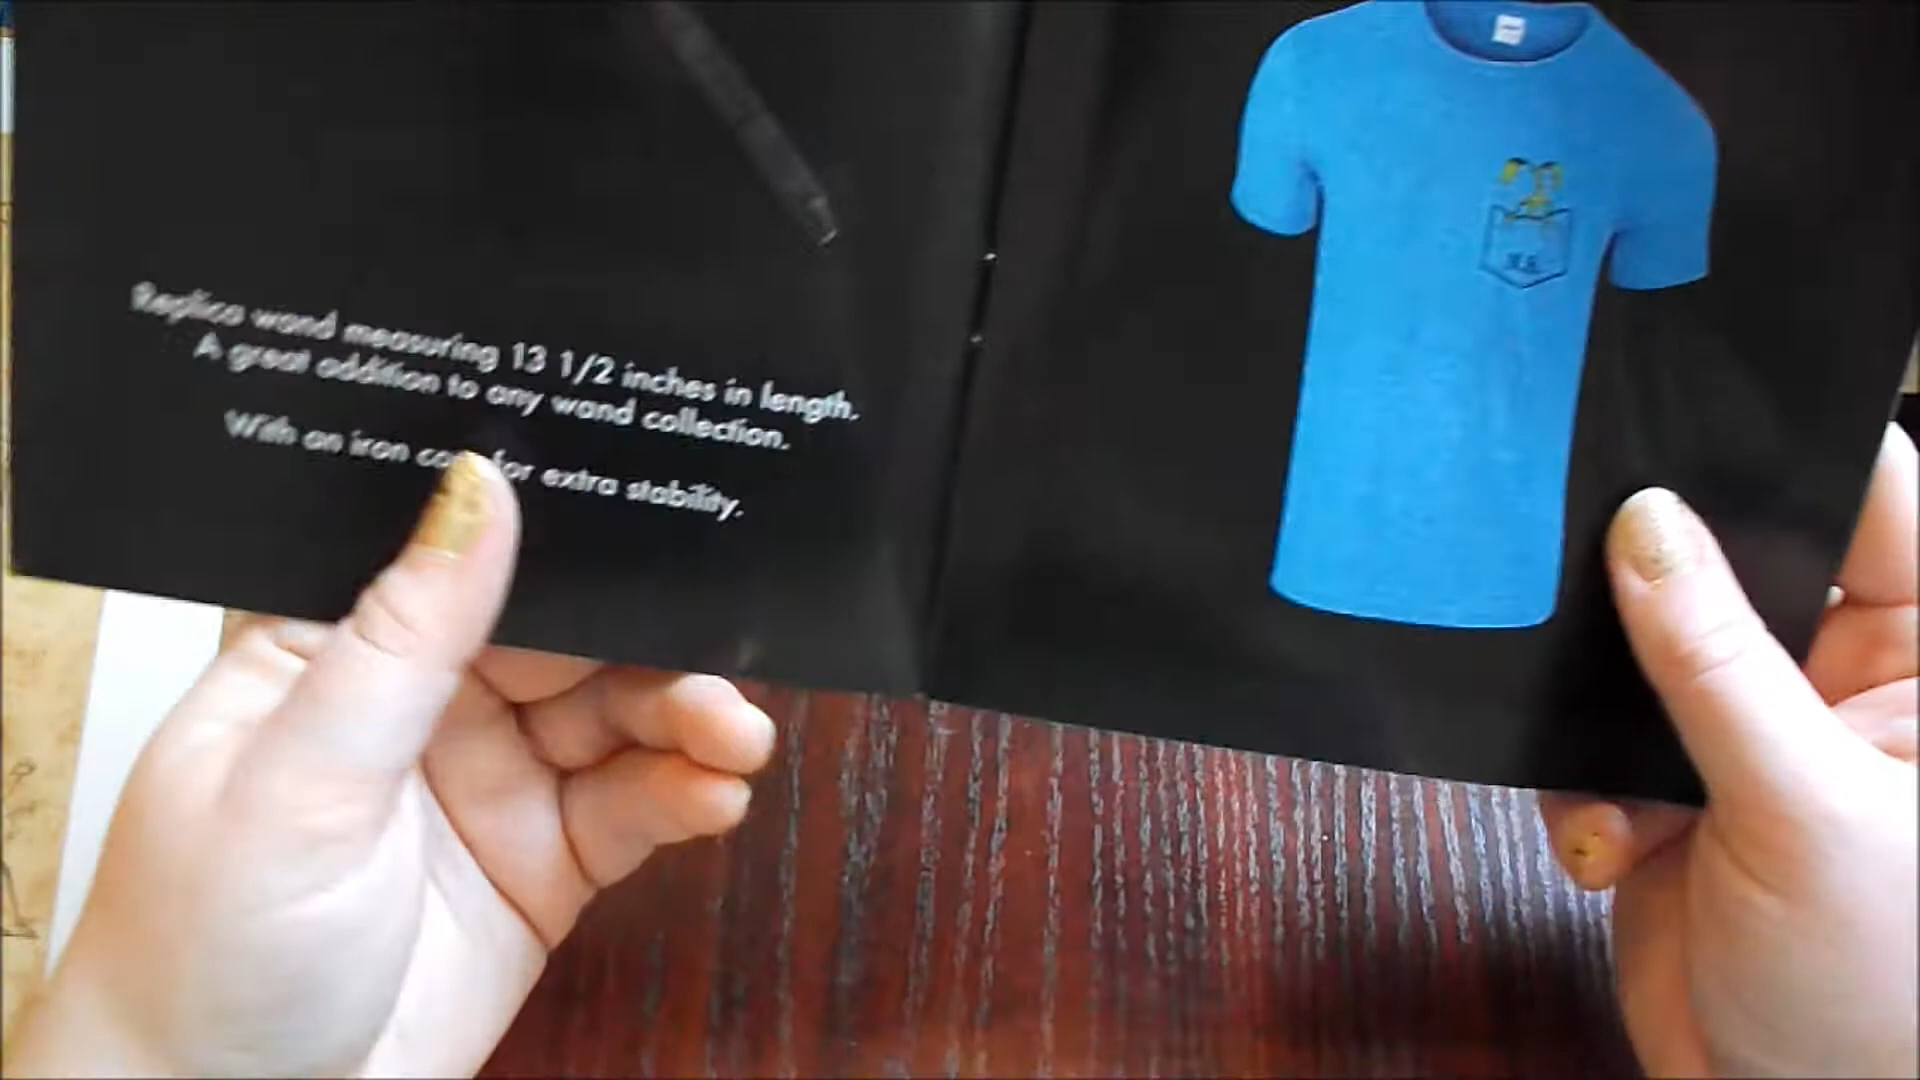 Replica wand measuring 13 1/2 inches in length.
A great addition to any wand collection.
With an iron for extra stability.